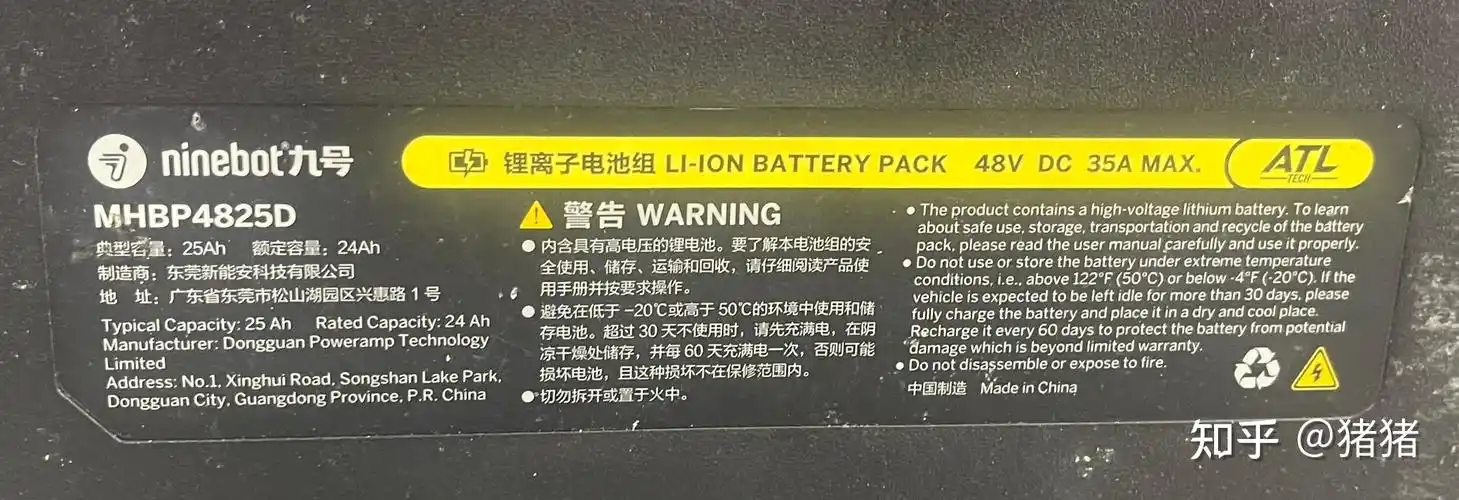 ninebot 九号
锂离子电池组 LI-ION BATTERY PACK 48V DC 35A MAX.
ATL
TECH
MHBP4825D
典型容量：25Ah 额定容量：24Ah
制造商：东莞新能安科技有限公司
地 址：广东省东莞市松山湖园区兴惠路 1 号
Typical Capacity: 25 Ah Rated Capacity: 24 Ah
Manufacturer: Dongguan Poweramp Technology
Limited
Address: No.1, Xinghui Road, Songshan Lake Park,
Dongguan City, Guangdong Province, P.R. China
警告 WARNING
● 内含具有高电压的锂电池。要了解本电池组的安
全使用、储存、运输和回收，请仔细阅读产品使
用手册并按要求操作。
● 避免在低于 -20℃或高于 50℃的环境中使用和储
存电池。超过 30 天不使用时，请先充满电，在阴
凉干燥处储存，并每 60 天充满电一次，否则可能
损坏电池，且这种损坏不在保修范围内。
● 切勿拆开或置于火中。
● The product contains a high-voltage lithium battery. To learn
about safe use, storage, transportation and recycle of the battery
pack, please read the user manual carefully and use it properly.
● Do not use or store the battery under extreme temperature
conditions, i.e., above 122°F (50°C) or below -4°F (-20°C). If the
vehicle is expected to be left idle for more than 30 days, please
fully charge the battery and place it in a dry and cool place.
Recharge it every 60 days to protect the battery from potential
damage which is beyond limited warranty.
● Do not disassemble or expose to fire.
中国制造 Made in China
知乎 @猪猪